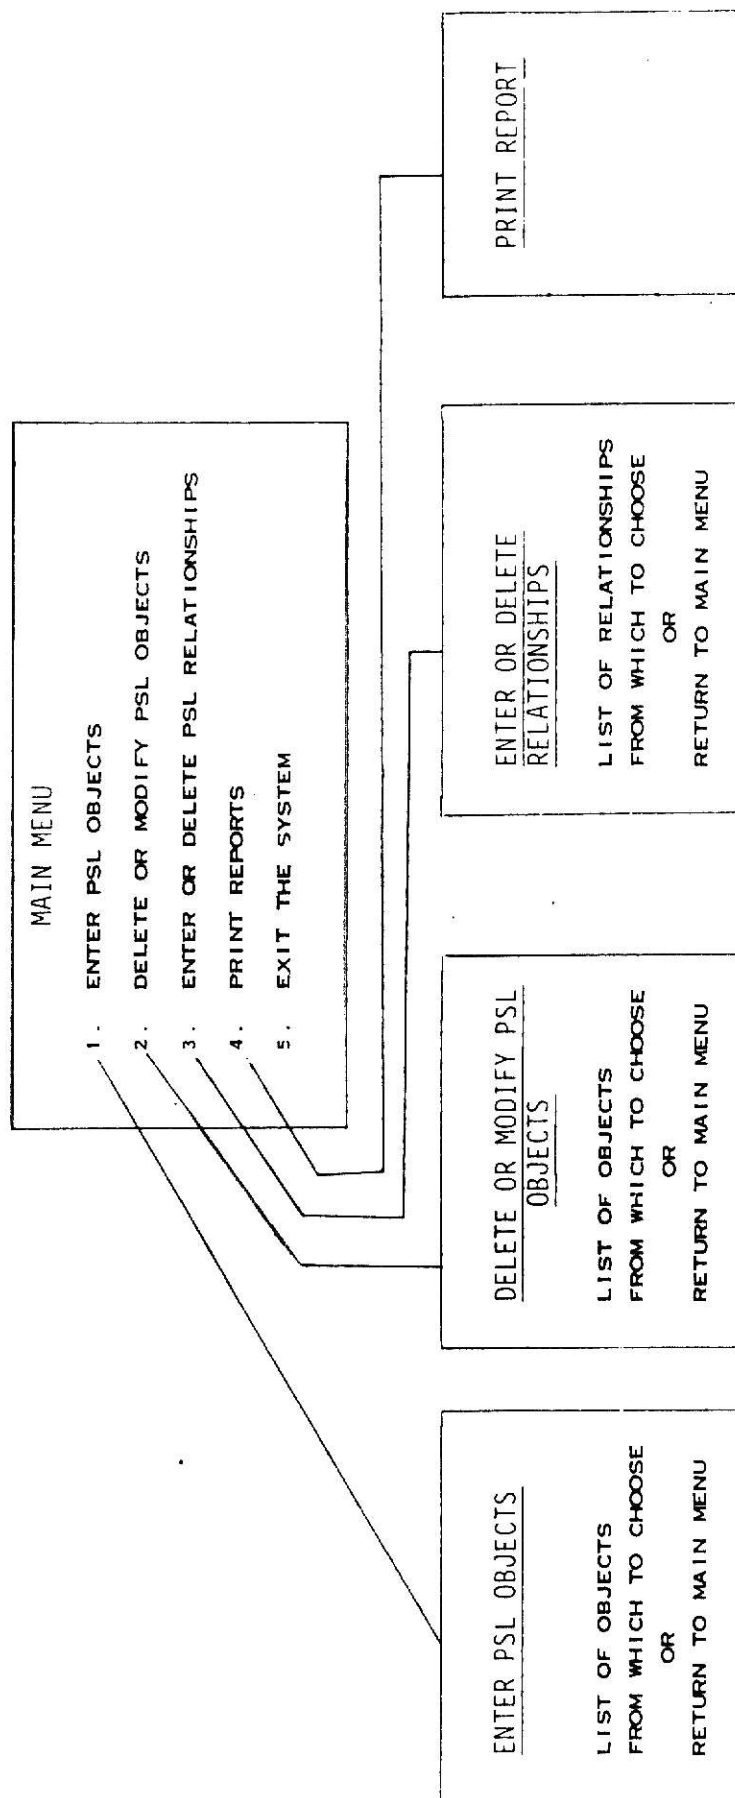 MAIN MENU
1. ENTER PSL OBJECTS
2. DELETE OR MODIFY PSL OBJECTS
3. ENTER OR DELETE PSL RELATIONSHIPS
4. PRINT REPORTS
5. EXIT THE SYSTEM
ENTER PSL OBJECTS
LIST OF OBJECTS
FROM WHICH TO CHOOSE
OR
RETURN TO MAIN MENU
DELETE OR MODIFY PSL
OBJECTS
LIST OF OBJECTS
FROM WHICH TO CHOOSE
OR
RETURN TO MAIN MENU
ENTER OR DELETE
RELATIONSHIPS
LIST OF RELATIONSHIPS
FROM WHICH TO CHOOSE
OR
RETURN TO MAIN MENU
PRINT REPORT